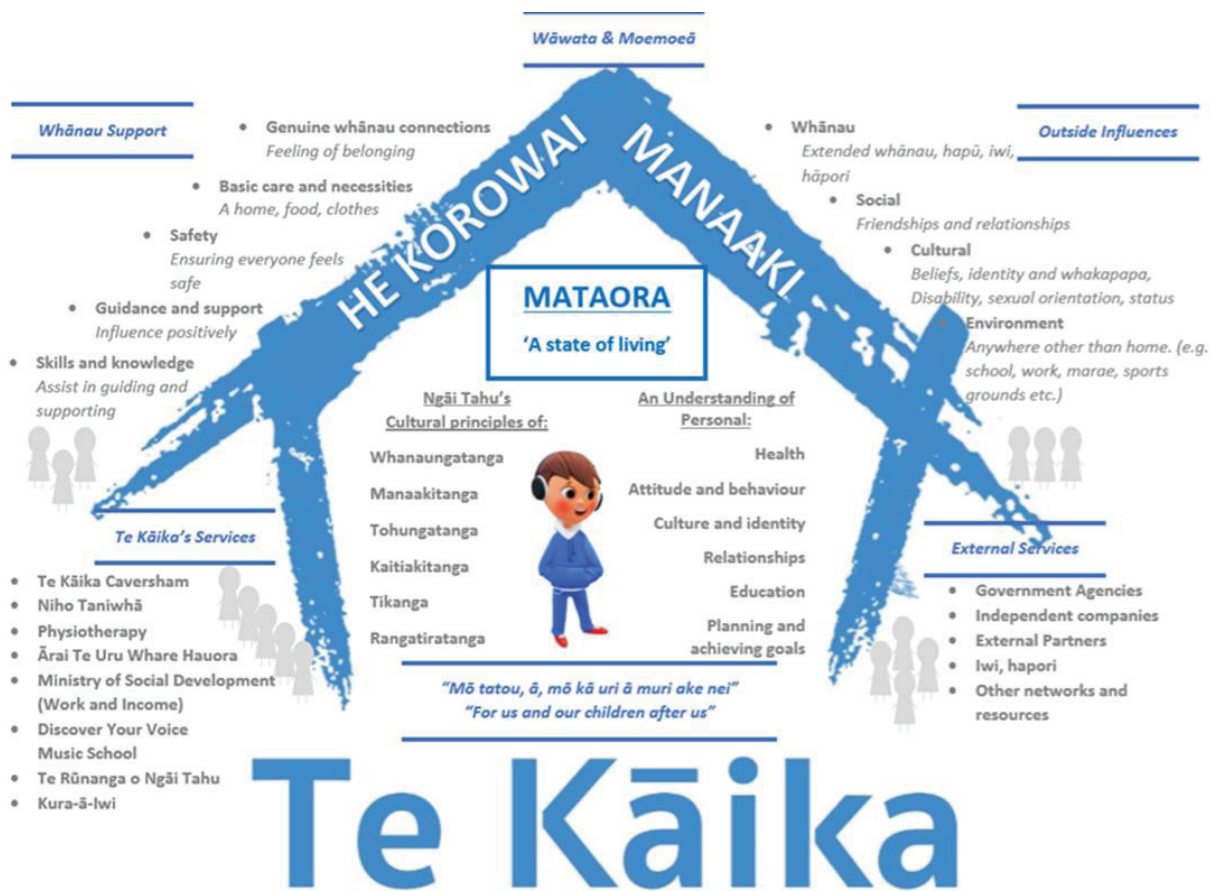 Wāwata & Moemoeā
HE KOROWAI
MANAAKI
Whānau Support
• Genuine whānau connections
Feeling of belonging
• Basic care and necessities
A home, food, clothes
• Safety
Ensuring everyone feels
safe
• Guidance and support
Influence positively
• Skills and knowledge
Assist in guiding and
supporting
Outside Influences
• Whānau
Extended whānau, hapū, iwi,
hāpori
• Social
Friendships and relationships
• Cultural
Beliefs, identity and whakapapa,
Disability, sexual orientation, status
• Environment
Anywhere other than home. (e.g.
school, work, marae, sports
grounds etc.)
MATAORA
‘A state of living’
Ngāi Tahu’s
Cultural principles of:
Whanaungatanga
Manaakitanga
Tohungatanga
Kaitiakitanga
Tikanga
Rangatiratanga
An Understanding of
Personal:
Health
Attitude and behaviour
Culture and identity
Relationships
Education
Planning and
achieving goals
Te Kāika’s Services
• Te Kāika Caversham
• Niho Taniwhā
• Physiotherapy
• Ārai Te Uru Whare Hauora
• Ministry of Social Development
(Work and Income)
• Discover Your Voice
Music School
• Te Rūnanga o Ngāi Tahu
• Kura-ā-Iwi
External Services
• Government Agencies
• Independent companies
• External Partners
• Iwi, hapori
• Other networks and
resources
“Mō tatou, ā, mō kā uri ā muri ake nei”
“For us and our children after us”
Te Kāika